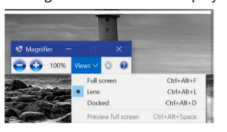 Magnifier
100% Views
Full screen Ctrl+Alt+F
Lens Ctrl+Alt+L
Docked Ctrl+Alt+D
Preview full screen Ctrl+Alt+Space